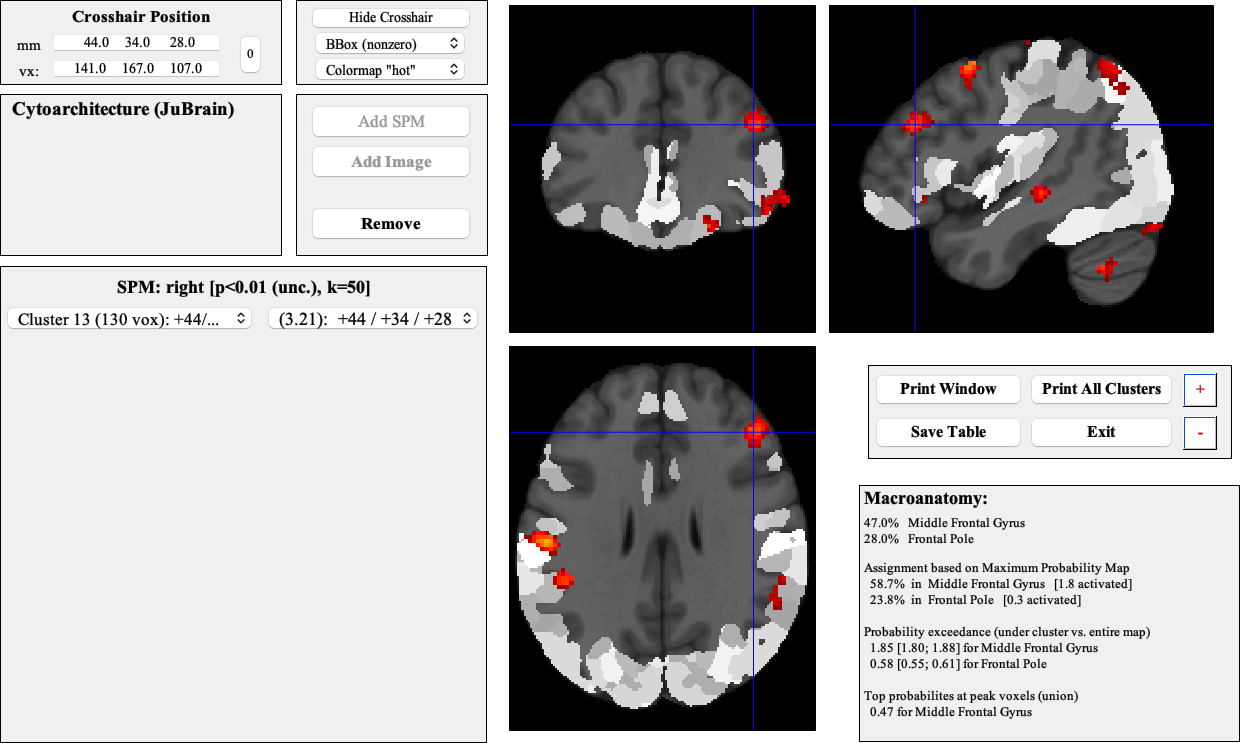 Crosshair Position
mm 44.0 34.0 28.0
vx: 141.0 167.0 107.0
0
Hide Crosshair
BBox (nonzero)
Colormap "hot"
Cytoarchitecture (JuBrain)
Add SPM
Add Image
Remove
SPM: right [p<0.01 (unc.), k=50]
Cluster 13 (130 vox): +44/... (3.21): +44 / +34 / +28
Print Window Print All Clusters +
Save Table Exit -
Macroanatomy:
47.0% Middle Frontal Gyrus
28.0% Frontal Pole
Assignment based on Maximum Probability Map
58.7% in Middle Frontal Gyrus [1.8 activated]
23.8% in Frontal Pole [0.3 activated]
Probability exceedance (under cluster vs. entire map)
1.85 [1.80; 1.88] for Middle Frontal Gyrus
0.58 [0.55; 0.61] for Frontal Pole
Top probabilites at peak voxels (union)
0.47 for Middle Frontal Gyrus